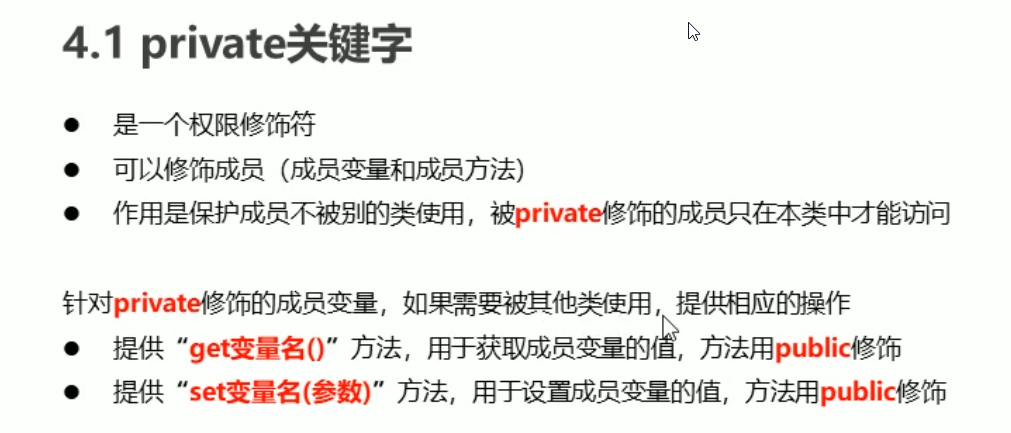 4.1 private关键字
● 是一个权限修饰符
● 可以修饰成员（成员变量和成员方法）
● 作用是保护成员不被别的类使用，被private修饰的成员只在本类中才能访问
针对private修饰的成员变量，如果需要被其他类使用，提供相应的操作
● 提供“get变量名()”方法，用于获取成员变量的值，方法用public修饰
● 提供“set变量名(参数)”方法，用于设置成员变量的值，方法用public修饰